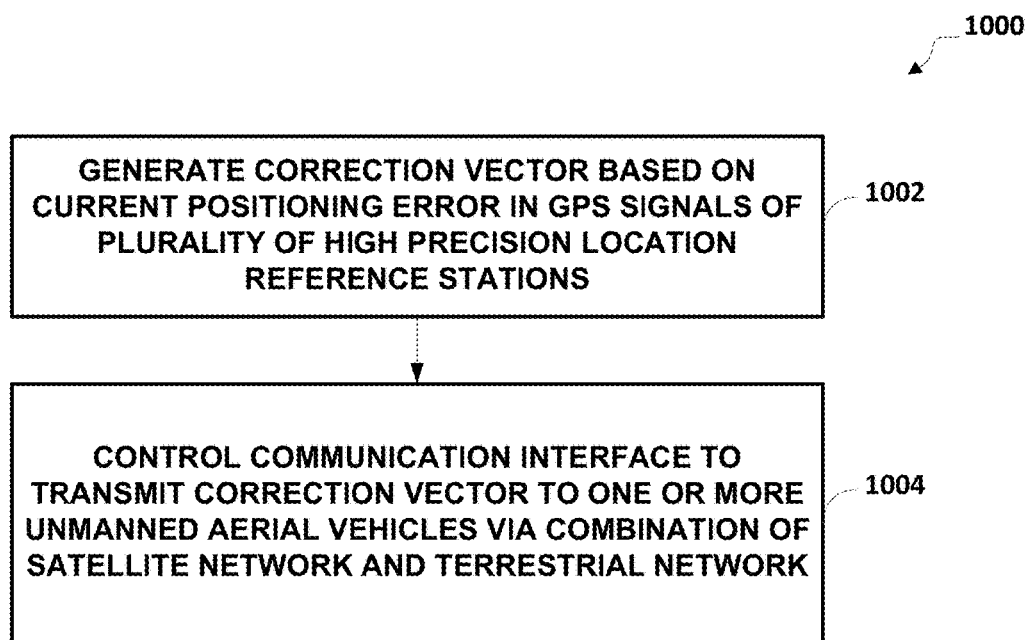 1000
GENERATE CORRECTION VECTOR BASED ON
CURRENT POSITIONING ERROR IN GPS SIGNALS OF
PLURALITY OF HIGH PRECISION LOCATION
REFERENCE STATIONS
1002
CONTROL COMMUNICATION INTERFACE TO
TRANSMIT CORRECTION VECTOR TO ONE OR MORE
UNMANNED AERIAL VEHICLES VIA COMBINATION OF
SATELLITE NETWORK AND TERRESTRIAL NETWORK
1004